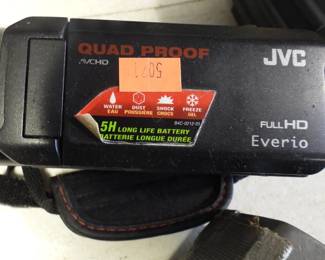 QUAD PROOF
AVCHD
JVC
WATER EAU
DUST POUSSIÈRE
SHOCK CHOCS
FREEZE GEL
5H LONG LIFE BATTERY
BATTERIE LONGUE DURÉE
FULL HD
Everio